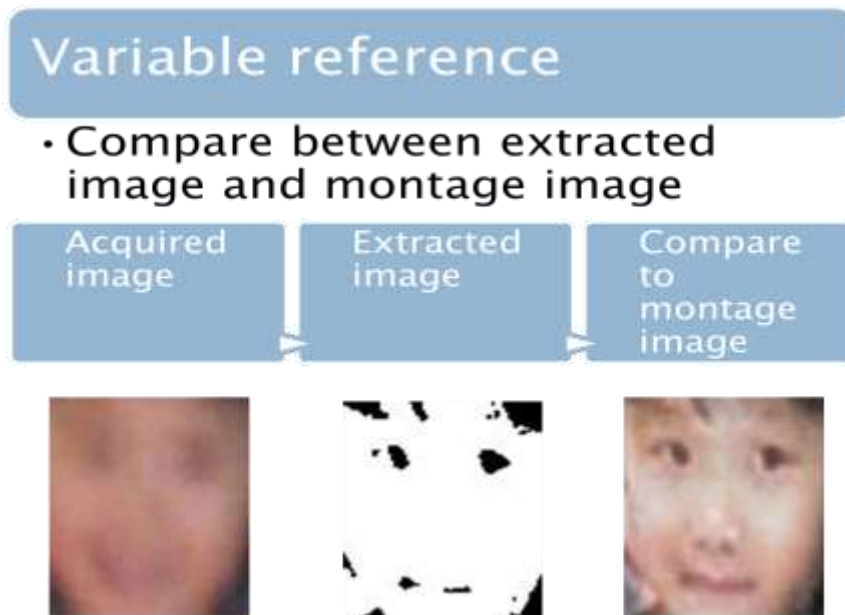 Variable reference
· Compare between extracted
image and montage image
Acquired
image
Extracted
image
Compare
to
montage
image